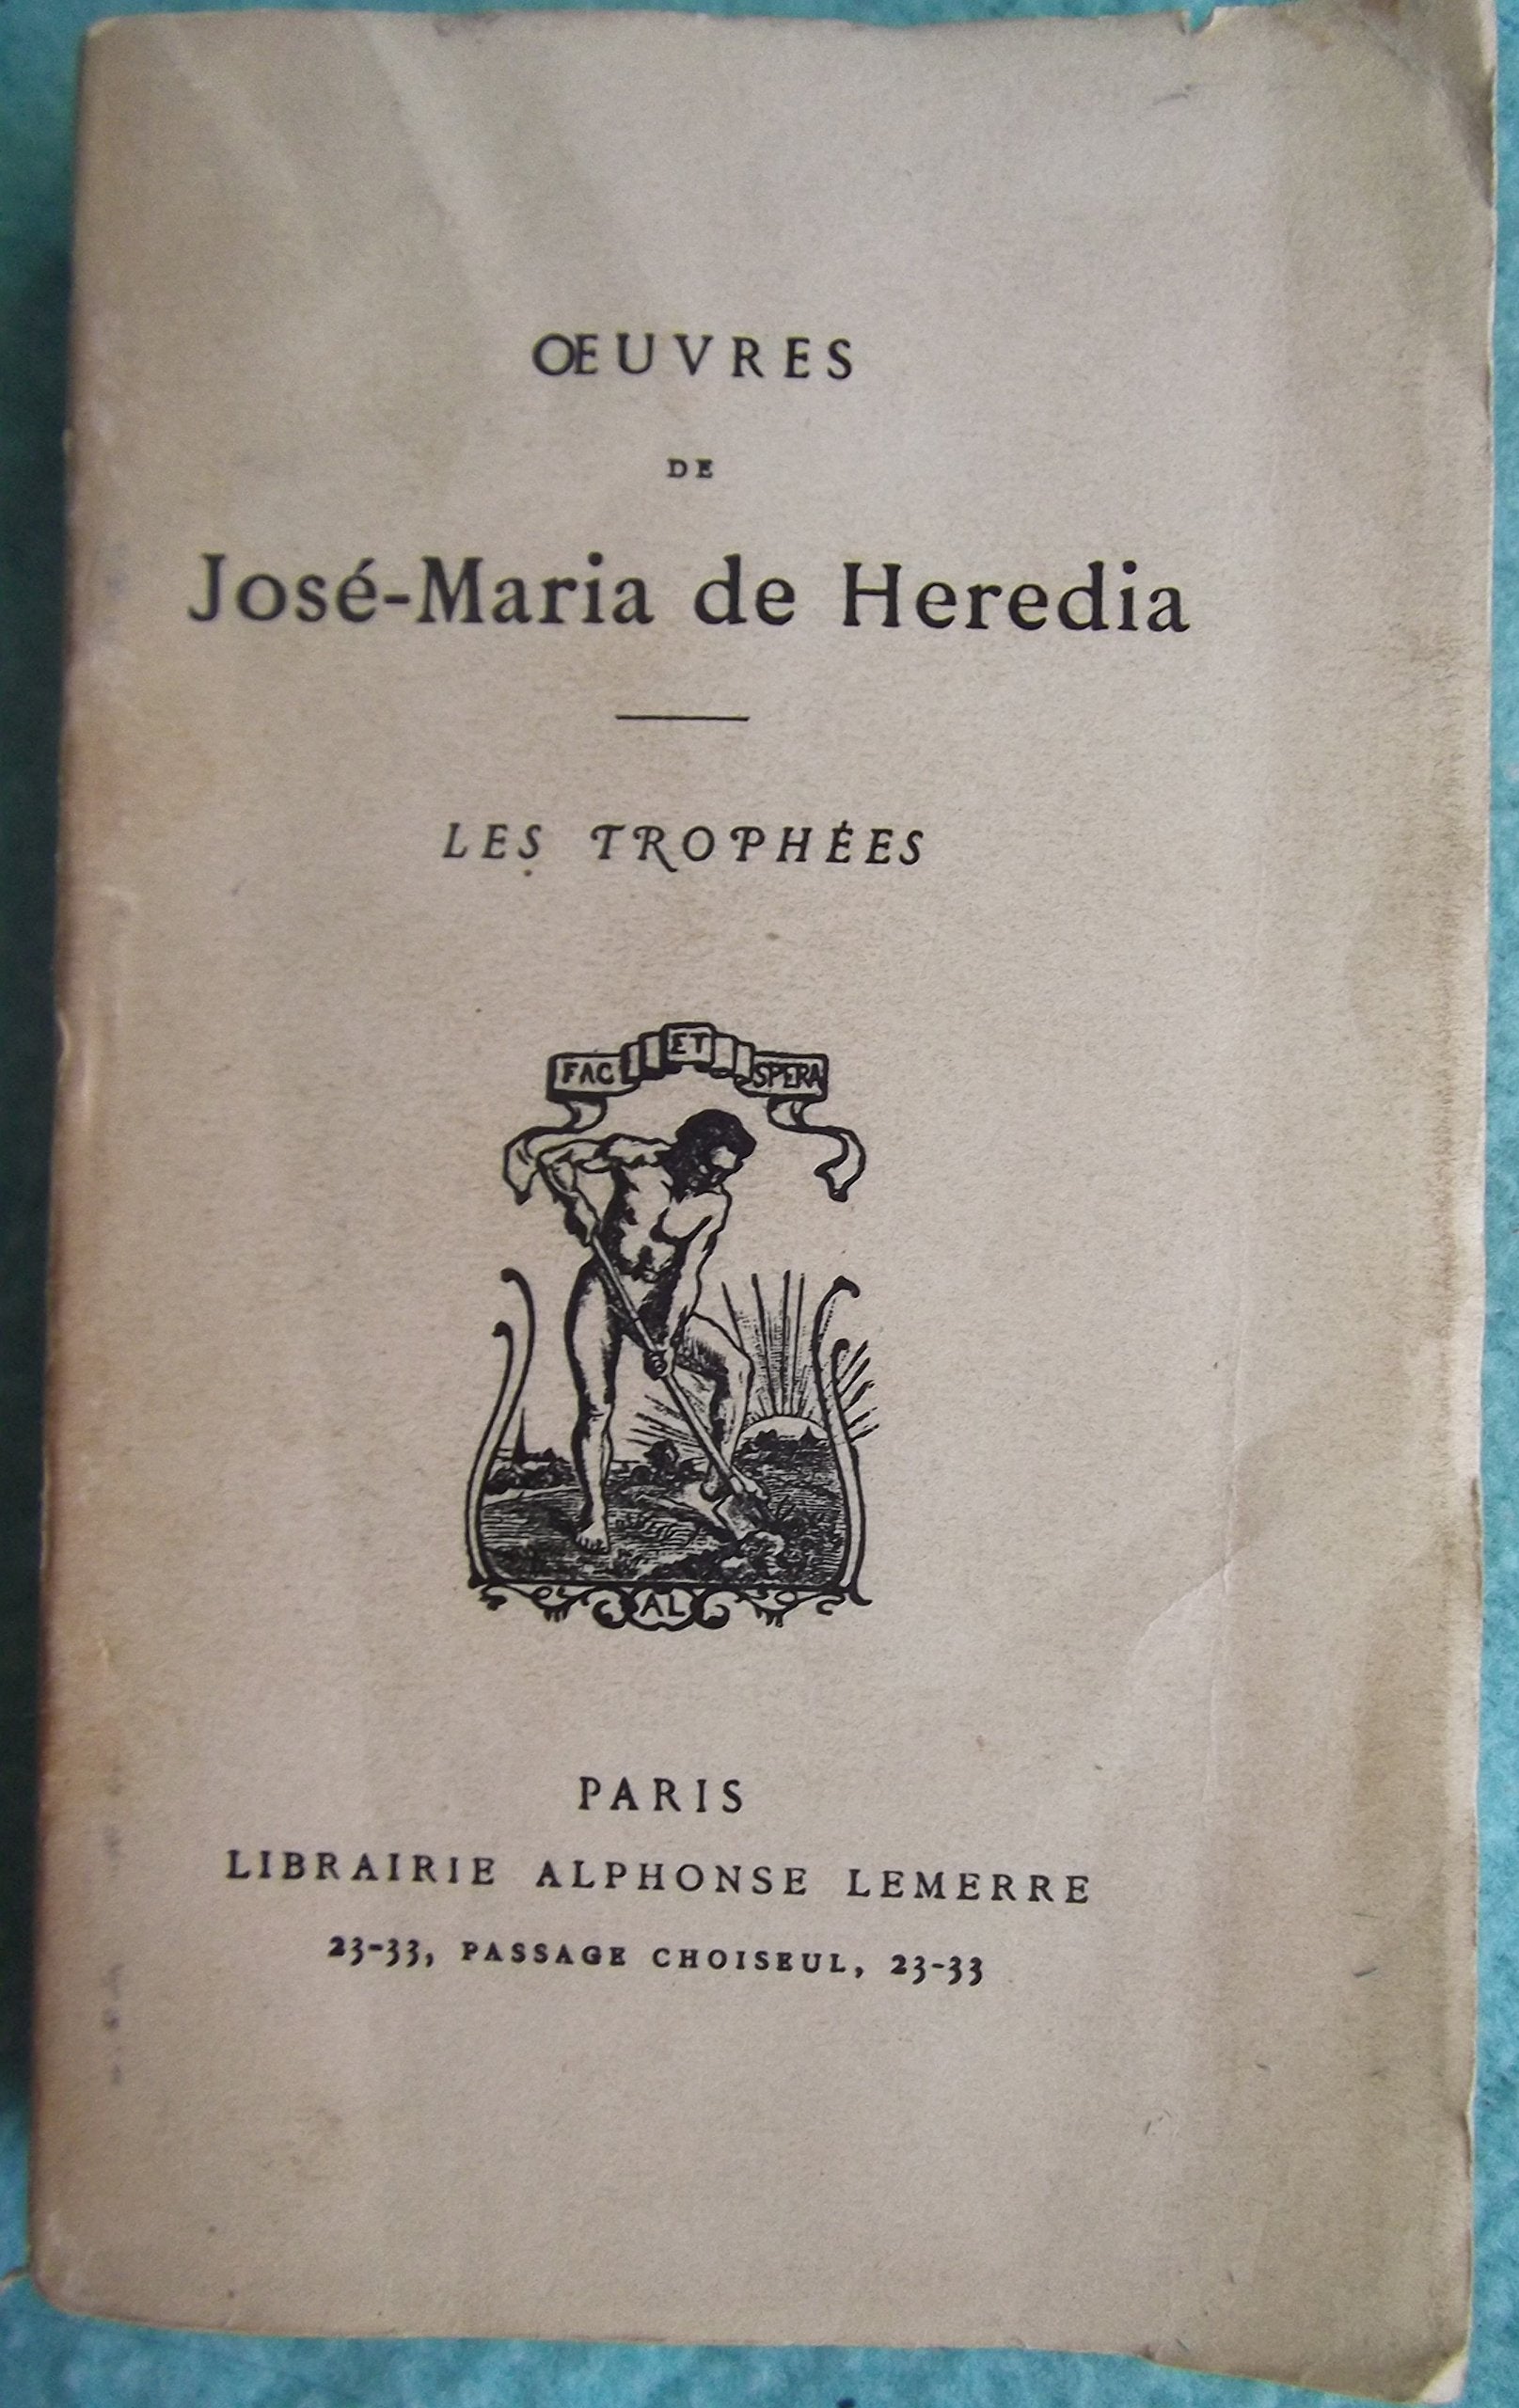 ŒUVRES
DE
José-Maria de Heredia
LES TROPHÉES
FAC ET SPERA
AL
PARIS
LIBRAIRIE ALPHONSE LEMERRE
23-33, PASSAGE CHOISEUL, 23-33